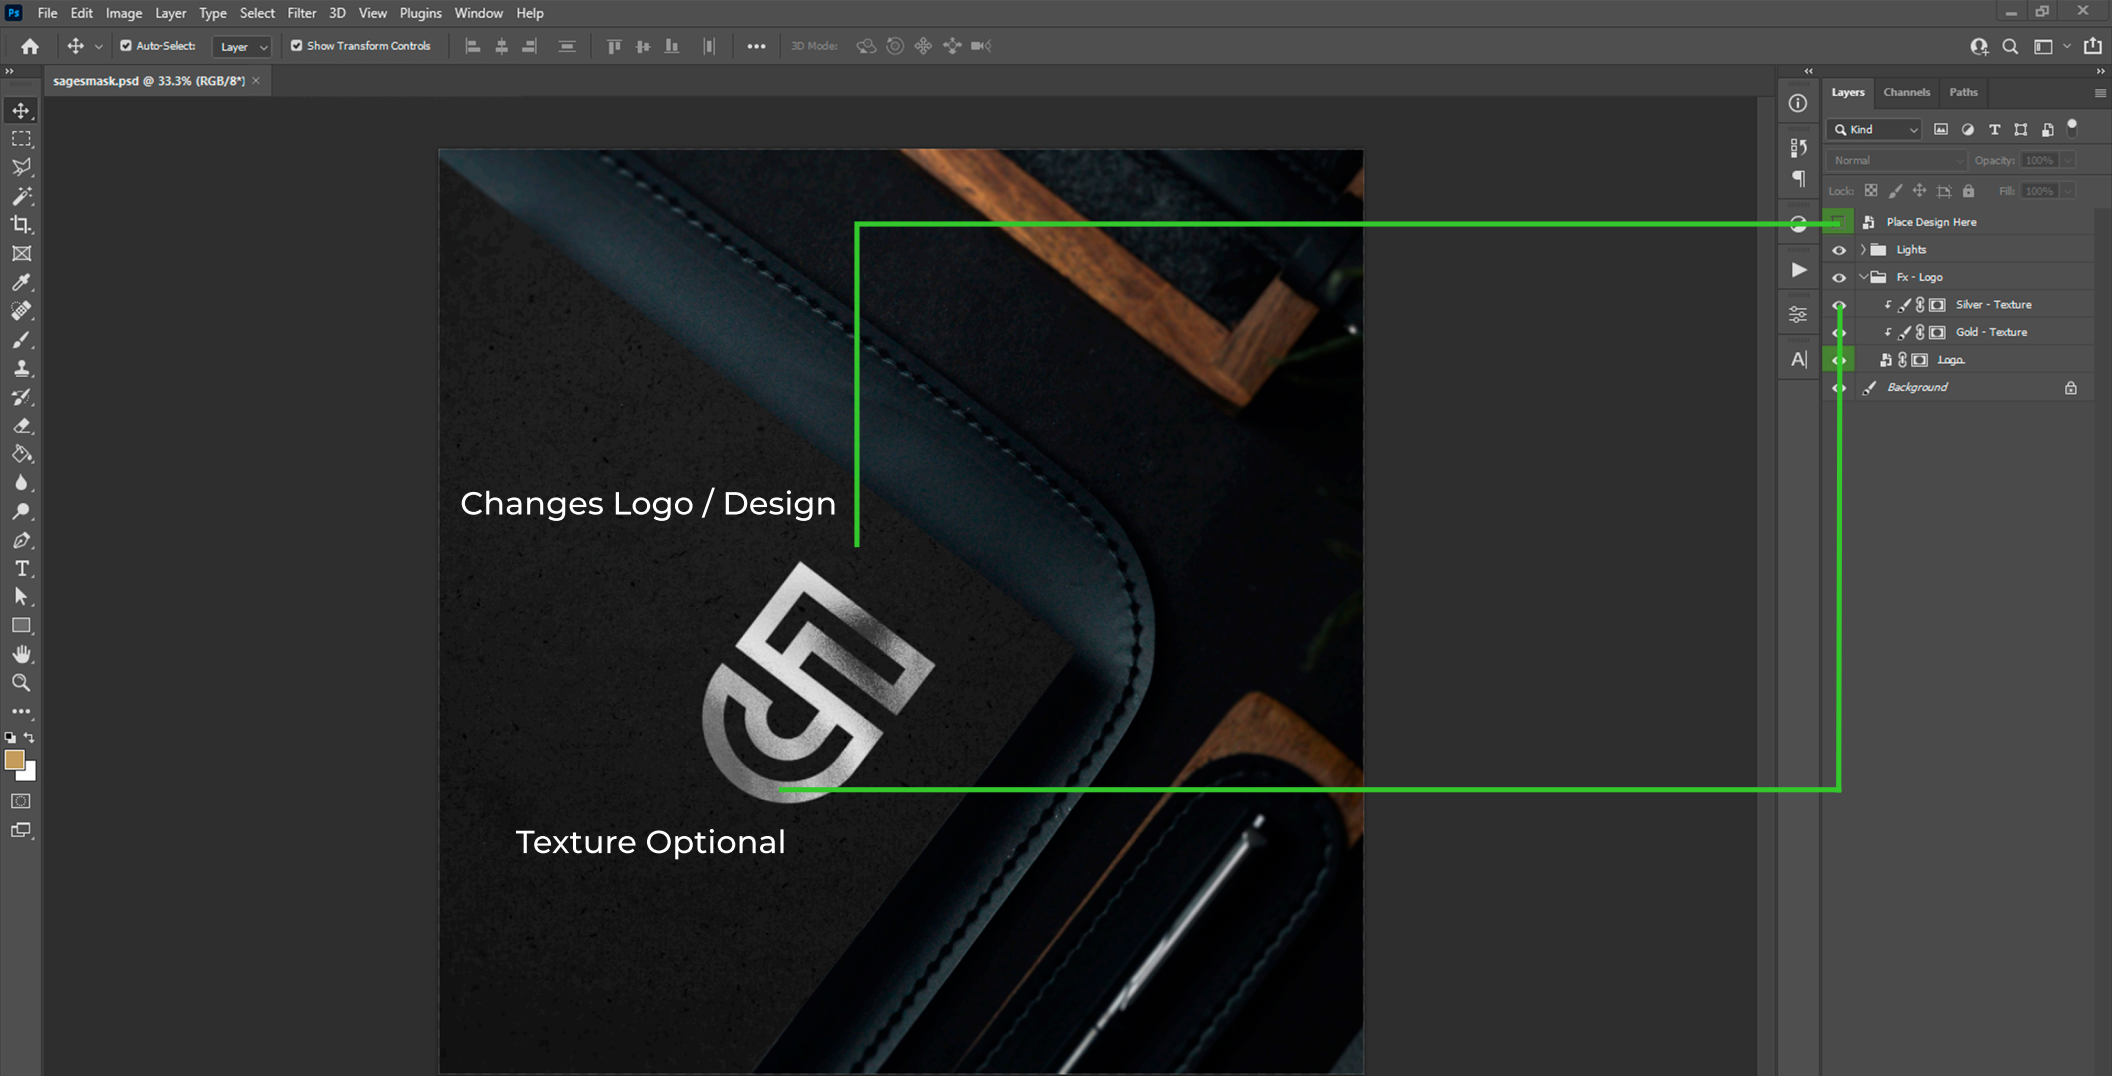 Ps File Edit Image Layer Type Select Filter 3D View Plugins Window Help
Auto-Select: Layer Show Transform Controls 3D Mode:
sagesmask.psd @ 33.3% (RGB/8*) ×
Layers Channels Paths
Kind
Normal Opacity: 100%
Lock: Fill: 100%
Place Design Here
Lights
Fx - Logo
Silver - Texture
Gold - Texture
Logo
Background
Changes Logo / Design
Texture Optional